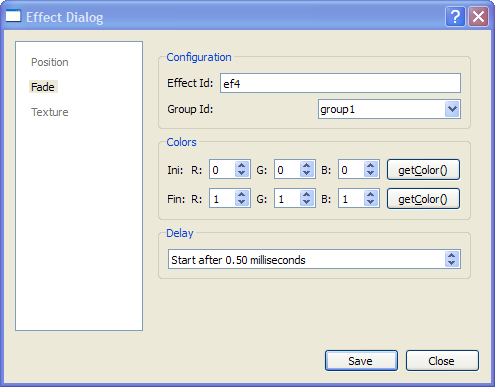 Effect Dialog
Position
Fade
Texture
Configuration
Effect Id: ef4
Group Id: group1
Colors
Ini: R: 0 G: 0 B: 0 getColor()
Fin: R: 1 G: 1 B: 1 getColor()
Delay
Start after 0.50 milliseconds
Save Close